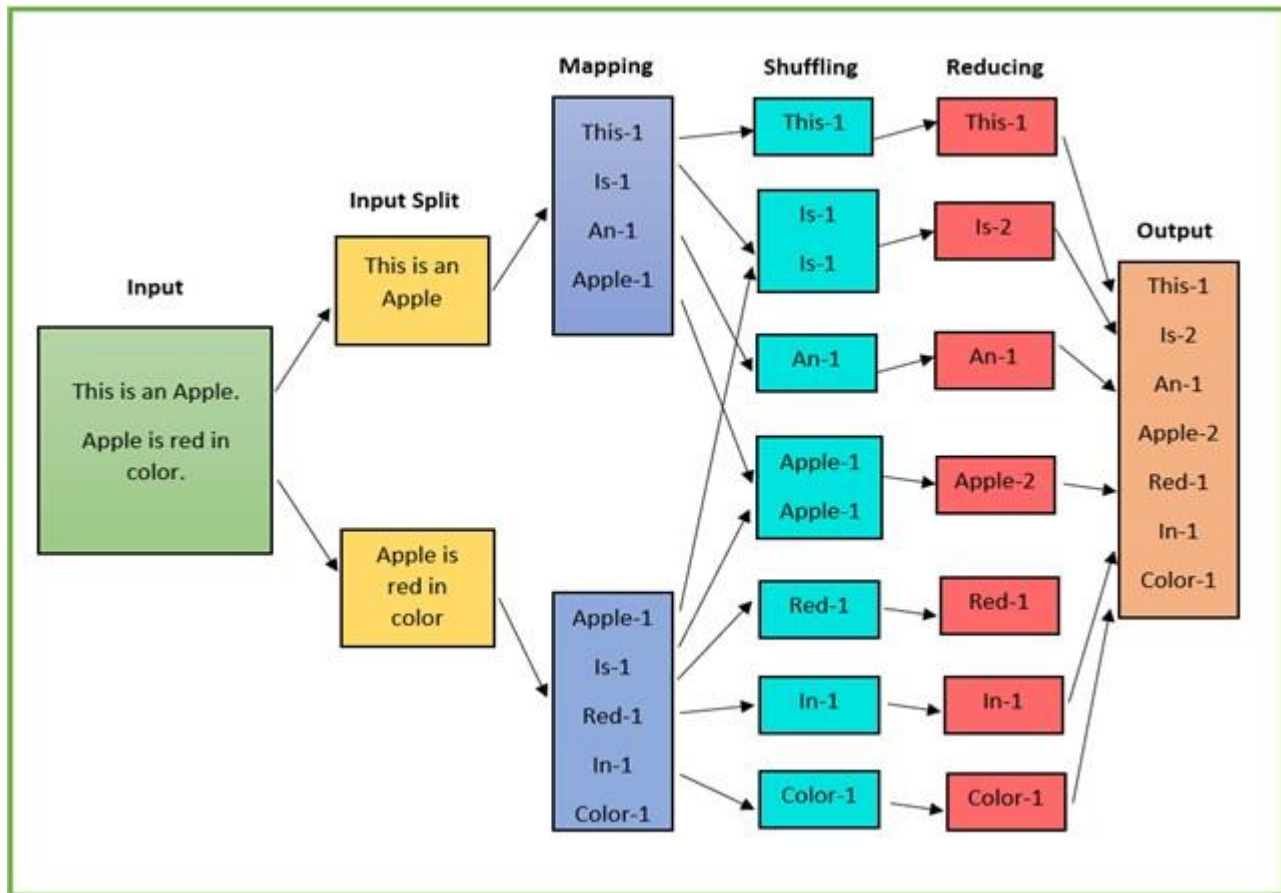 Input
This is an Apple.
Apple is red in
color.
Input Split
This is an
Apple
Apple is
red in
color
Mapping
This-1
Is-1
An-1
Apple-1
Apple-1
Is-1
Red-1
In-1
Color-1
Shuffling
This-1
Is-1
Is-1
An-1
Apple-1
Apple-1
Red-1
In-1
Color-1
Reducing
This-1
Is-2
An-1
Apple-2
Red-1
In-1
Color-1
Output
This-1
Is-2
An-1
Apple-2
Red-1
In-1
Color-1